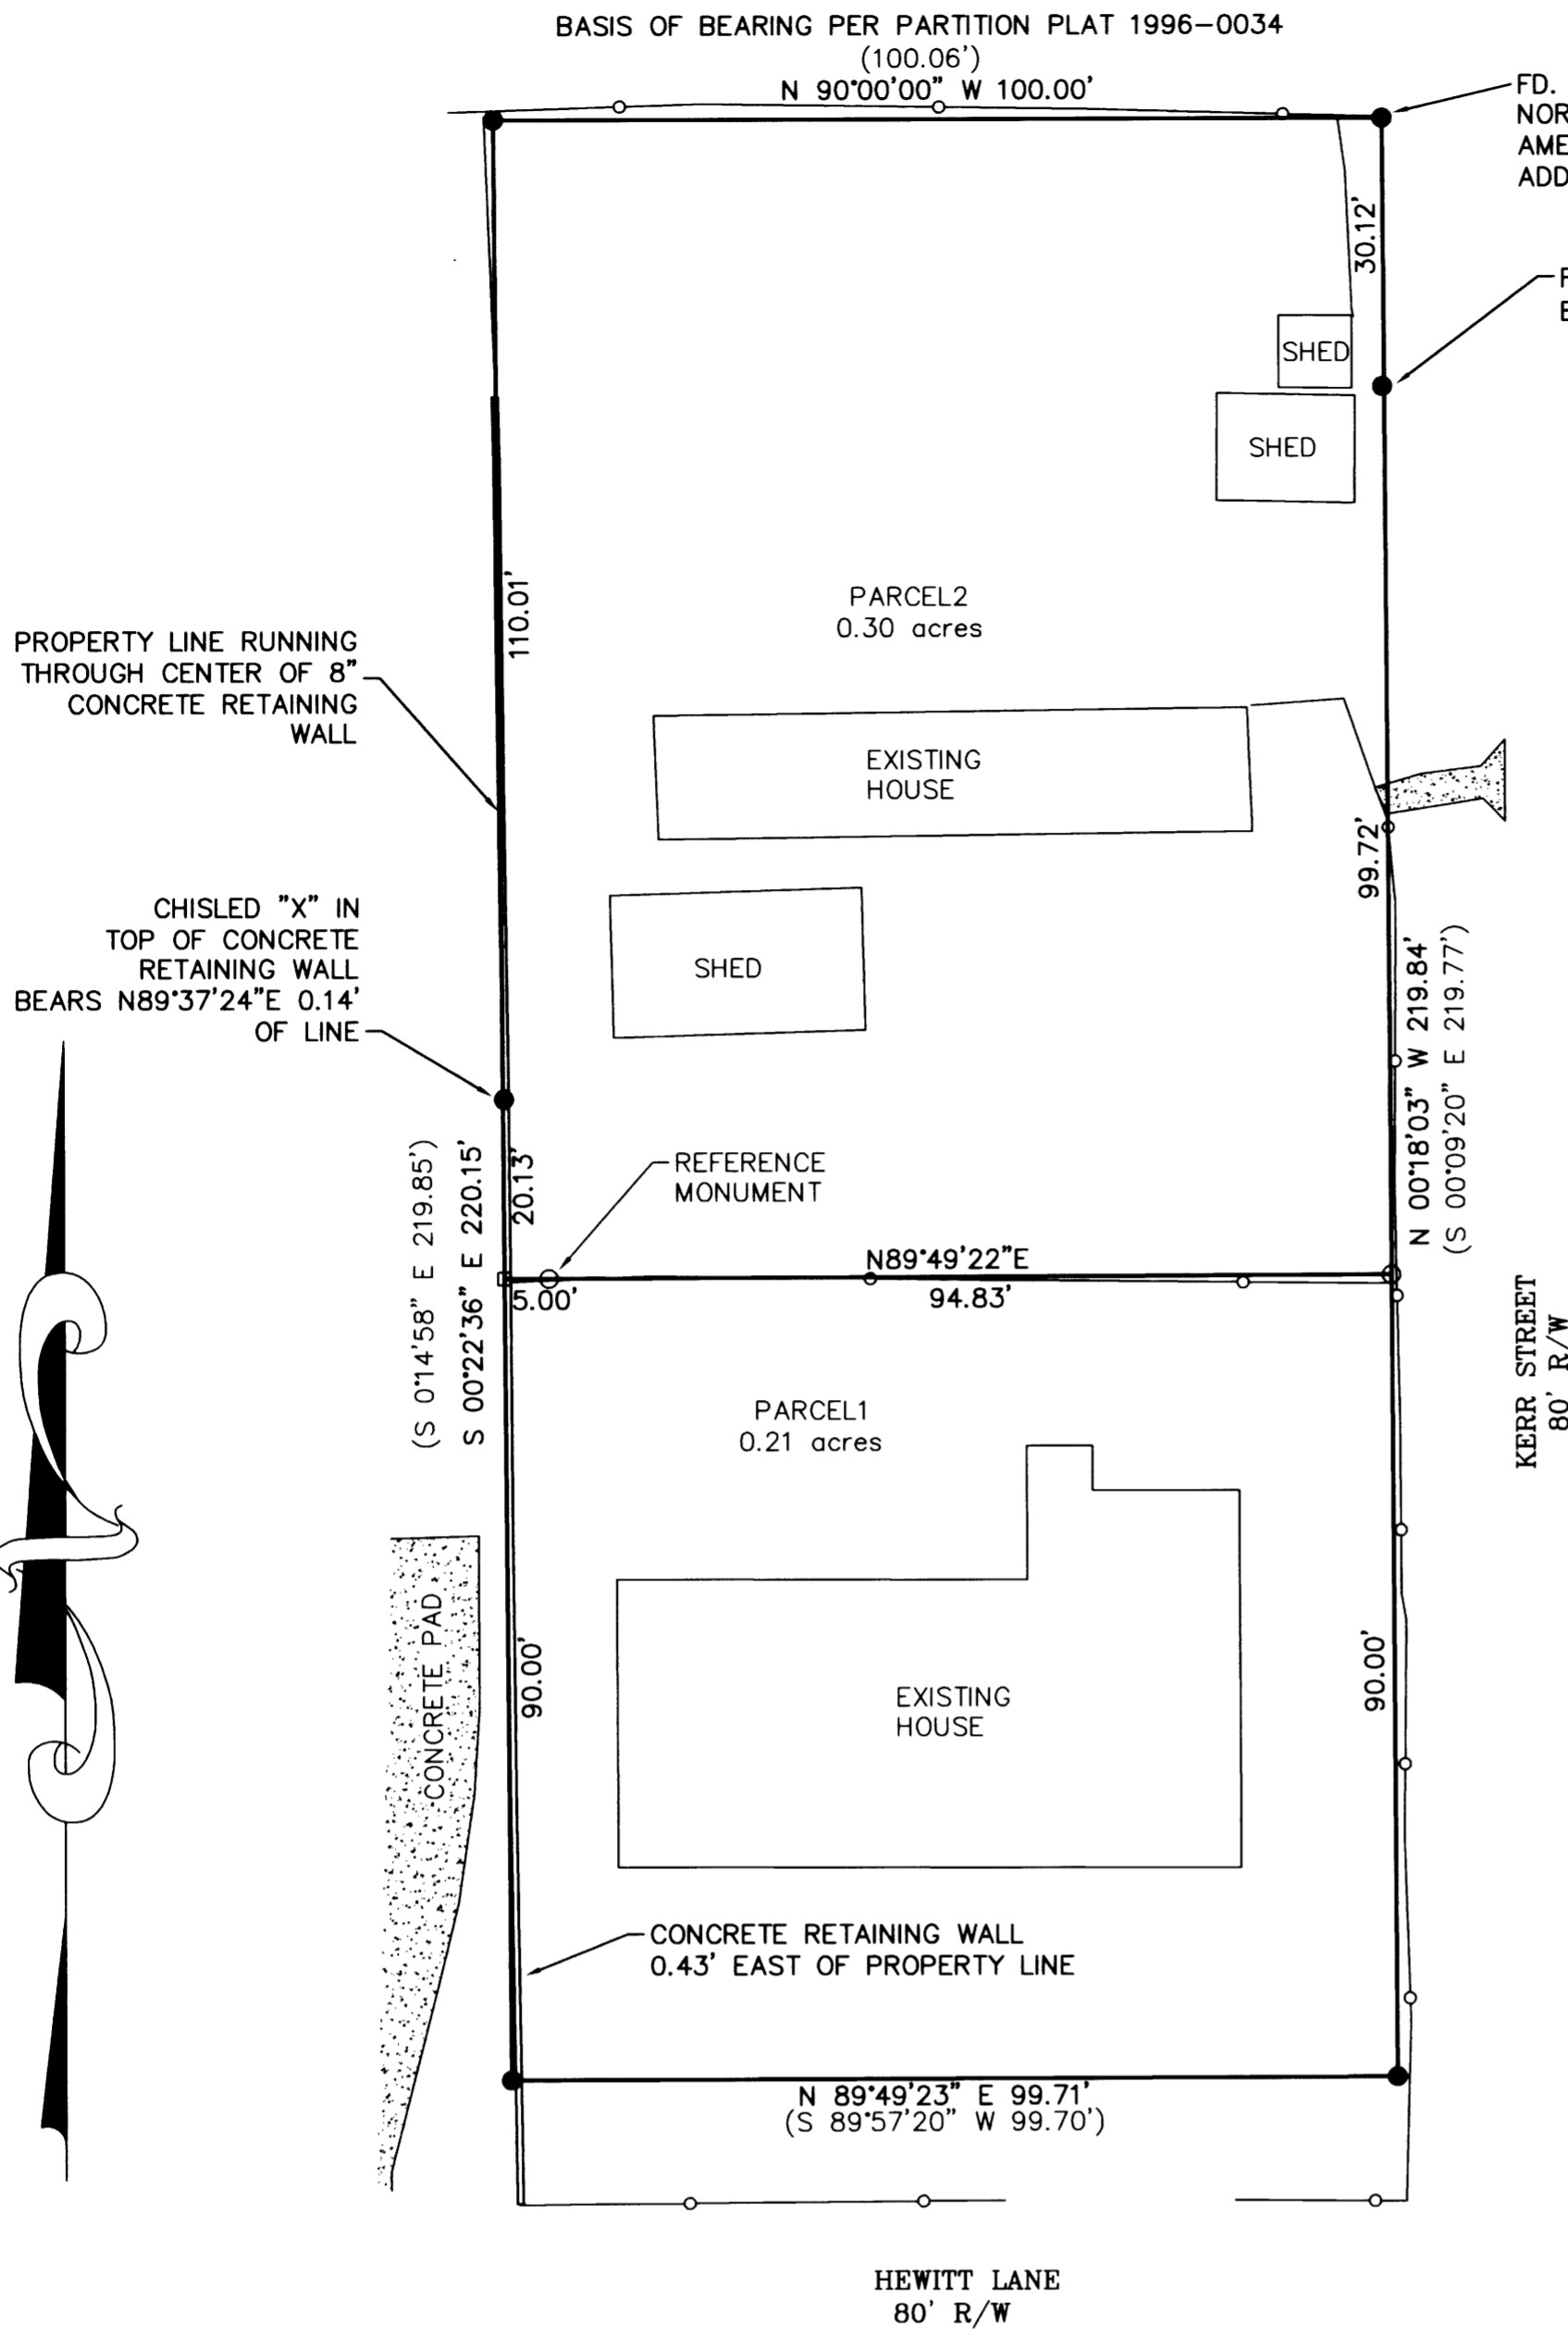 BASIS OF BEARING PER PARTITION PLAT 1996-0034
(100.06')
N 90°00'00" W 100.00'
FD.
30.12'
SHED
SHED
110.01'
PARCEL2
0.30 acres
PROPERTY LINE RUNNING
THROUGH CENTER OF 8"
CONCRETE RETAINING
WALL
EXISTING
HOUSE
99.72'
CHISLED "X" IN
TOP OF CONCRETE
RETAINING WALL
BEARS N89°37'24"E 0.14'
OF LINE
SHED
N 00°18'03" W 219.84'
(S 00°09'20" E 219.77')
(S 0°14'58" E 219.85')
S 00°22'36" E 220.15'
20.13'
REFERENCE
MONUMENT
N89°49'22"E
5.00'
94.83'
KERR STREET
80' R/W
PARCEL1
0.21 acres
CONCRETE PAD
90.00'
90.00'
EXISTING
HOUSE
CONCRETE RETAINING WALL
0.43' EAST OF PROPERTY LINE
N 89°49'23" E 99.71'
(S 89°57'20" W 99.70')
HEWITT LANE
80' R/W